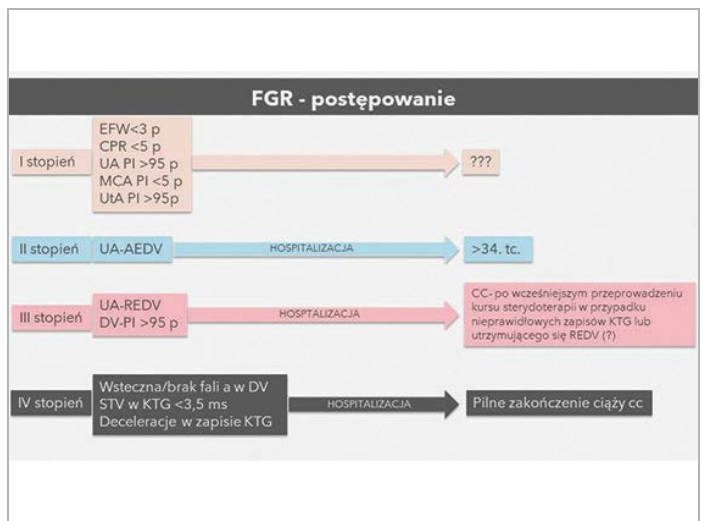 FGR - postępowanie
I stopień
EFW<3 p
CPR <5 p
UA PI >95 p
MCA PI <5 p
UtA PI >95p
???
II stopień
UA-AEDV
HOSPITALIZACJA
>34. tc.
III stopień
UA-REDV
DV-PI >95 p
HOSPTALIZACJA
CC- po wcześniejszym przeprowadzeniu
kursu sterydoterapii w przypadku
nieprawidłowych zapisów KTG lub
utrzymującego się REDV (?)
IV stopień
Wsteczna/brak fali a w DV
STV w KTG <3,5 ms
Deceleracje w zapisie KTG
HOSPITALIZACJA
Pilne zakończenie ciąży cc